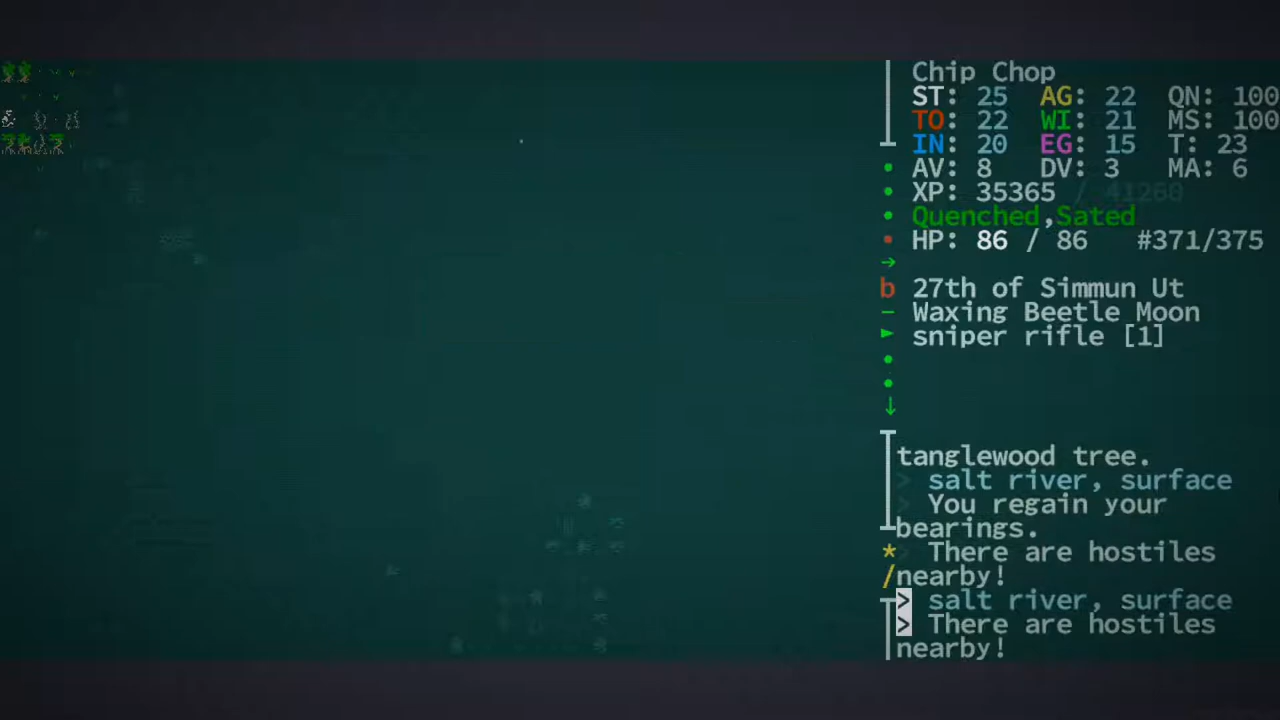 Chip Chop
ST: 25 AG: 22 QN: 100
TO: 22 WI: 21 MS: 100
IN: 20 EG: 15 T: 23
AV: 8 DV: 3 MA: 6
XP: 35365 / 41260
Quenched,Sated
HP: 86 / 86 #371/375
b 27th of Simmun Ut
Waxing Beetle Moon
sniper rifle [1]
tanglewood tree.
> salt river, surface
> You regain your
bearings.
> There are hostiles
nearby!
> salt river, surface
> There are hostiles
nearby!